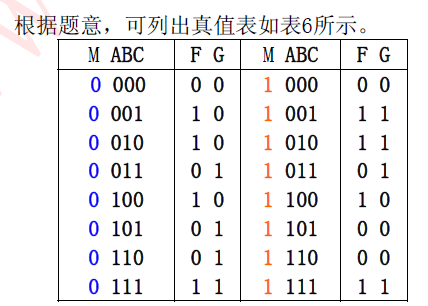 根据题意，可列出真值表如表6所示。
M ABC F G M ABC F G
0 000 0 0 1 000 0 0
0 001 1 0 1 001 1 1
0 010 1 0 1 010 1 1
0 011 0 1 1 011 0 1
0 100 1 0 1 100 1 0
0 101 0 1 1 101 0 0
0 110 0 1 1 110 0 0
0 111 1 1 1 111 1 1